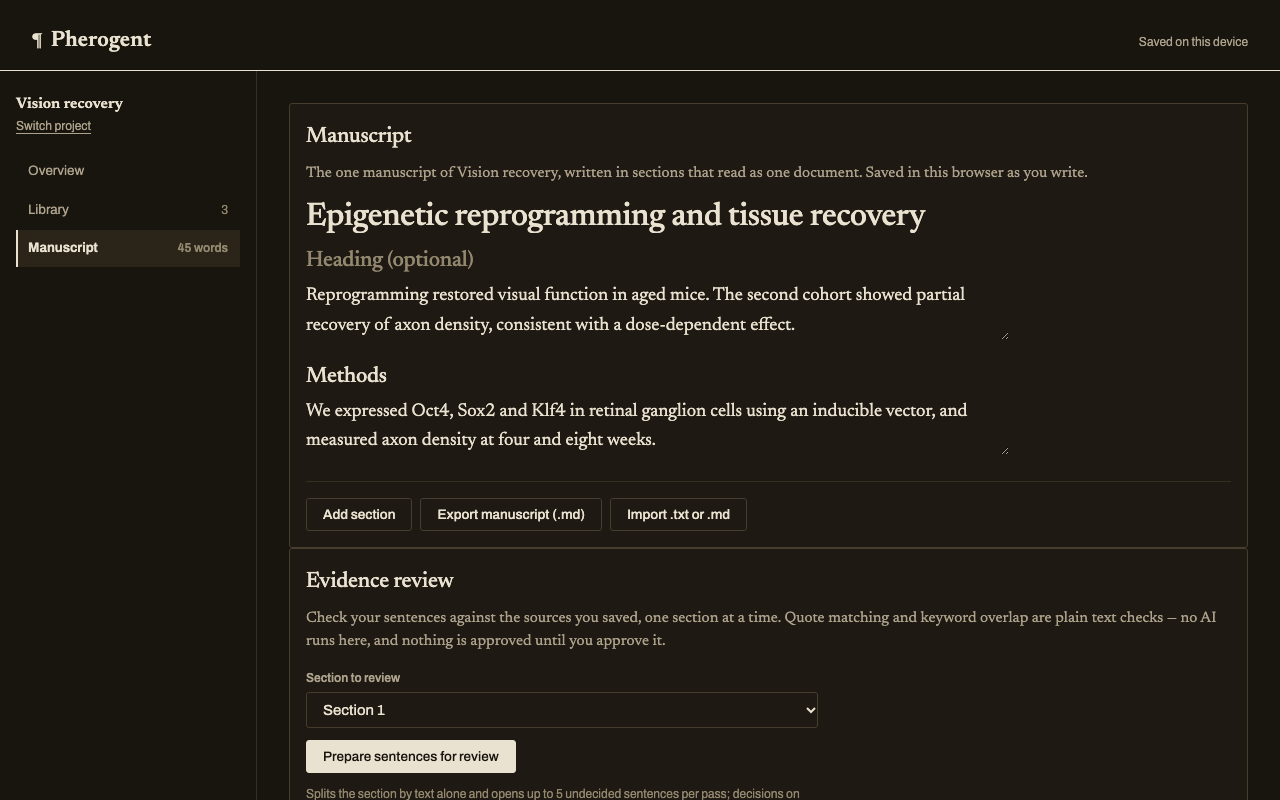 ¶ Pherogent
Saved on this device
Vision recovery
Switch project
Overview
Library 3
Manuscript 45 words
Manuscript
The one manuscript of Vision recovery, written in sections that read as one document. Saved in this browser as you write.
Epigenetic reprogramming and tissue recovery
Heading (optional)
Reprogramming restored visual function in aged mice. The second cohort showed partial
recovery of axon density, consistent with a dose-dependent effect.
Methods
We expressed Oct4, Sox2 and Klf4 in retinal ganglion cells using an inducible vector, and
measured axon density at four and eight weeks.
Add section
Export manuscript (.md)
Import .txt or .md
Evidence review
Check your sentences against the sources you saved, one section at a time. Quote matching and keyword overlap are plain text checks — no AI
runs here, and nothing is approved until you approve it.
Section to review
Section 1
Prepare sentences for review
Splits the section by text alone and opens up to 5 undecided sentences per pass; decisions on